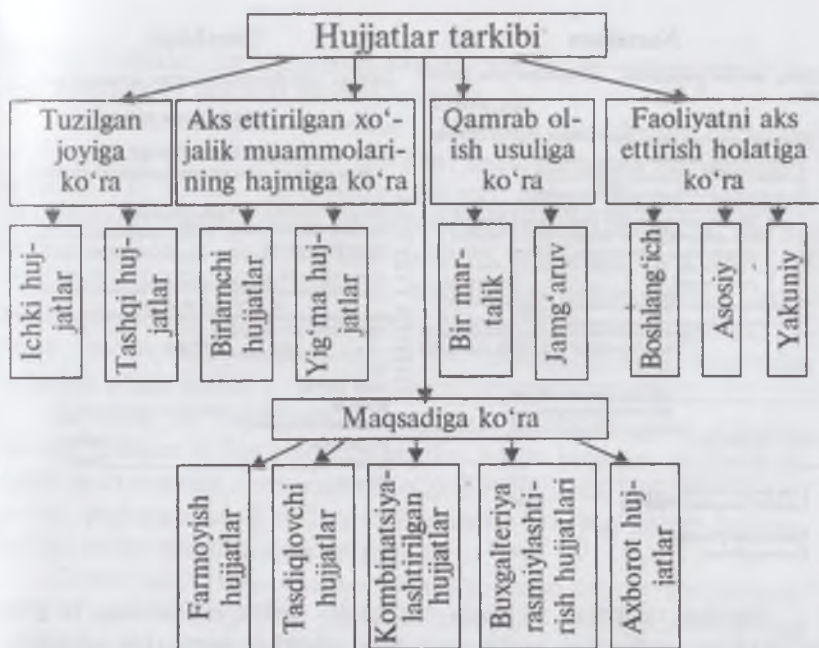 Hujjatlar tarkibi
Tuzilgan
joyiga
ko‘ra
Aks ettirilgan xo‘-
jalik muammolari-
ning hajmiga ko‘ra
Qamrab ol-
ish usuliga
ko‘ra
Faoliyatni aks
ettirish holatiga
ko‘ra
Ichki huj-
jatlar
Tashqi huj-
jatlar
Birlamchi
hujjatlar
Yig‘ma huj-
jatlar
Bir mar-
talik
Jamg‘aruv
Boshlang‘ich
Asosiy
Yakuniy
Maqsadiga ko‘ra
Farmoyish
hujjatlar
Tasdiqlovchi
hujjatlar
Kombinatsiya-
lashtirilgan
hujjatlar
Buxgalteriya
rasmiylashti-
rish hujjatlari
Axborot huj-
jatlar